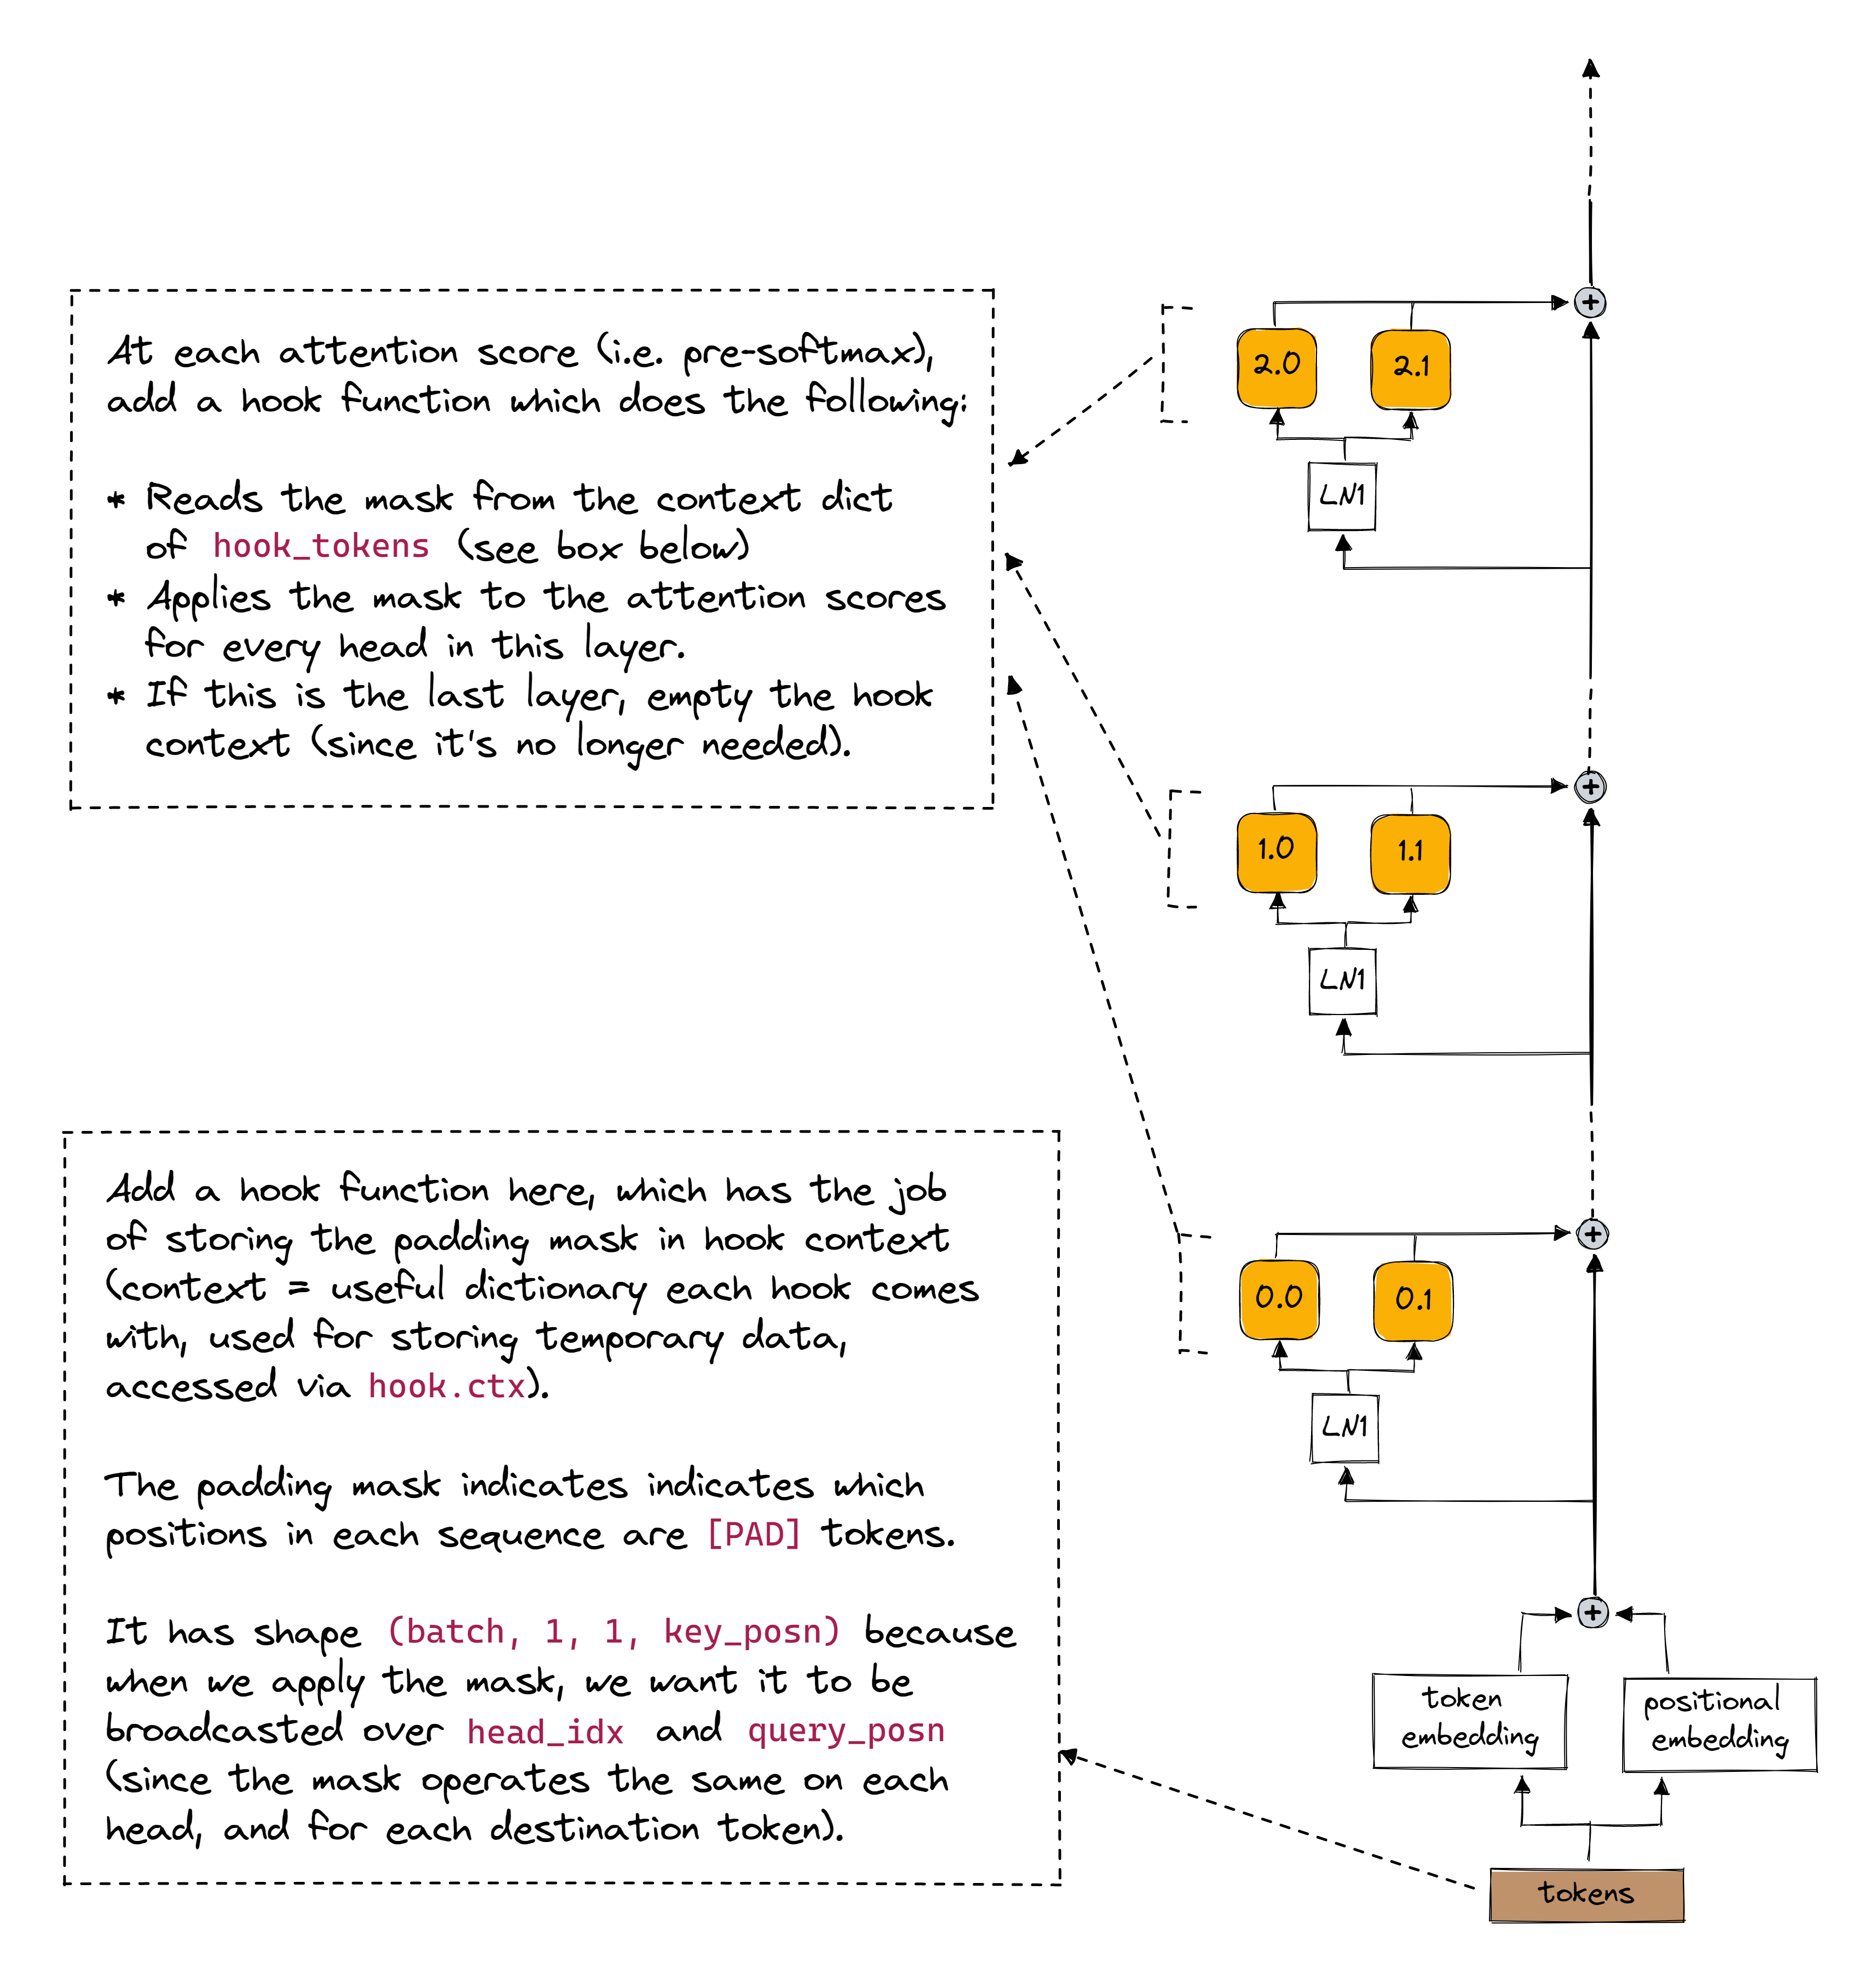 At each attention score (i.e. pre-softmax),
add a hook function which does the following:
* Reads the mask from the context dict
of hook_tokens (see box below)
* Applies the mask to the attention scores
for every head in this layer.
* If this is the last layer, empty the hook
context (since it's no longer needed).
Add a hook function here, which has the job
of storing the padding mask in hook context
(context = useful dictionary each hook comes
with, used for storing temporary data,
accessed via hook.ctx).
The padding mask indicates indicates which
positions in each sequence are [PAD] tokens.
It has shape (batch, 1, 1, key_posn) because
when we apply the mask, we want it to be
broadcasted over head_idx and query_posn
(since the mask operates the same on each
head, and for each destination token).
+
2.0 2.1
LN1
+
1.0 1.1
LN1
+
0.0 0.1
LN1
+
token
embedding
positional
embedding
tokens